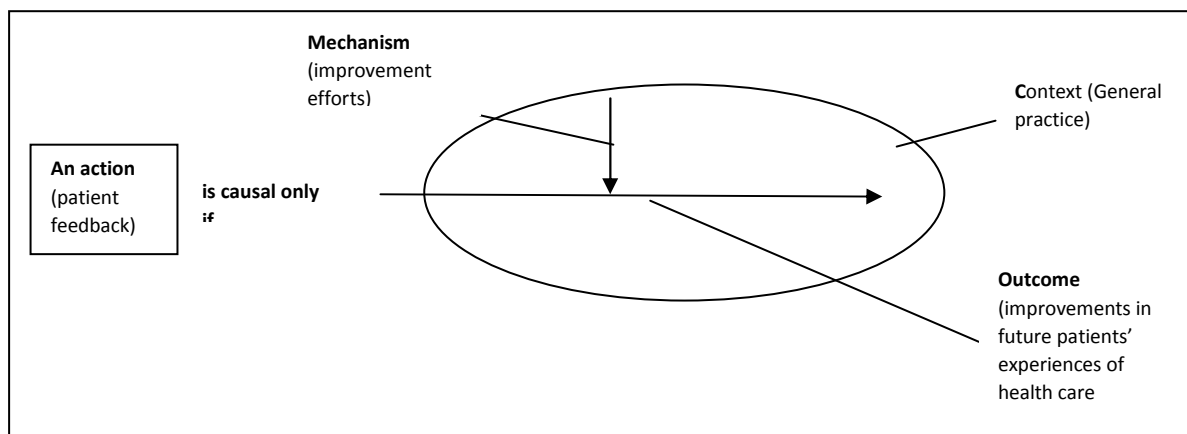 Mechanism
(improvement
efforts)
Context (General
practice)
An action
(patient
feedback)
is causal only
if
Outcome
(improvements in
future patients’
experiences of
health care